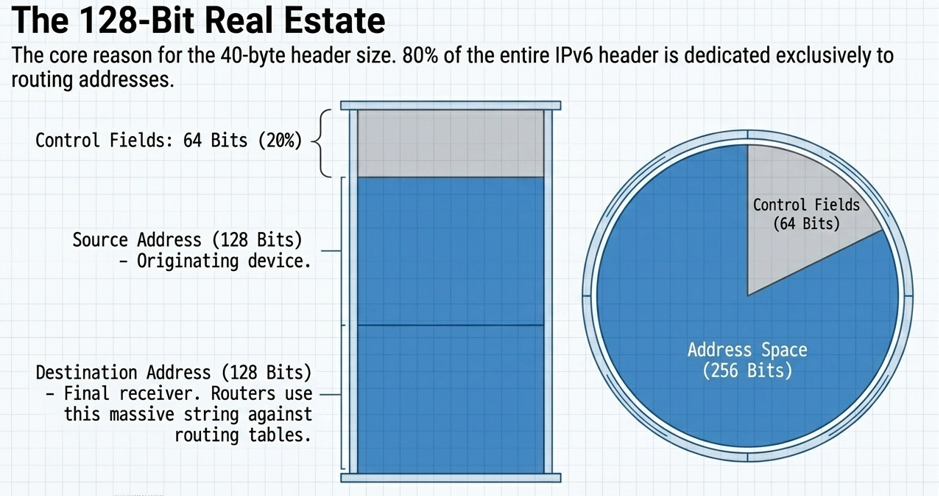 The 128-Bit Real Estate
The core reason for the 40-byte header size. 80% of the entire IPv6 header is dedicated exclusively to
routing addresses.
Control Fields: 64 Bits (20%)
Source Address (128 Bits)
– Originating device.
Destination Address (128 Bits)
– Final receiver. Routers use
this massive string against
routing tables.
Control Fields
(64 Bits)
Address Space
(256 Bits)